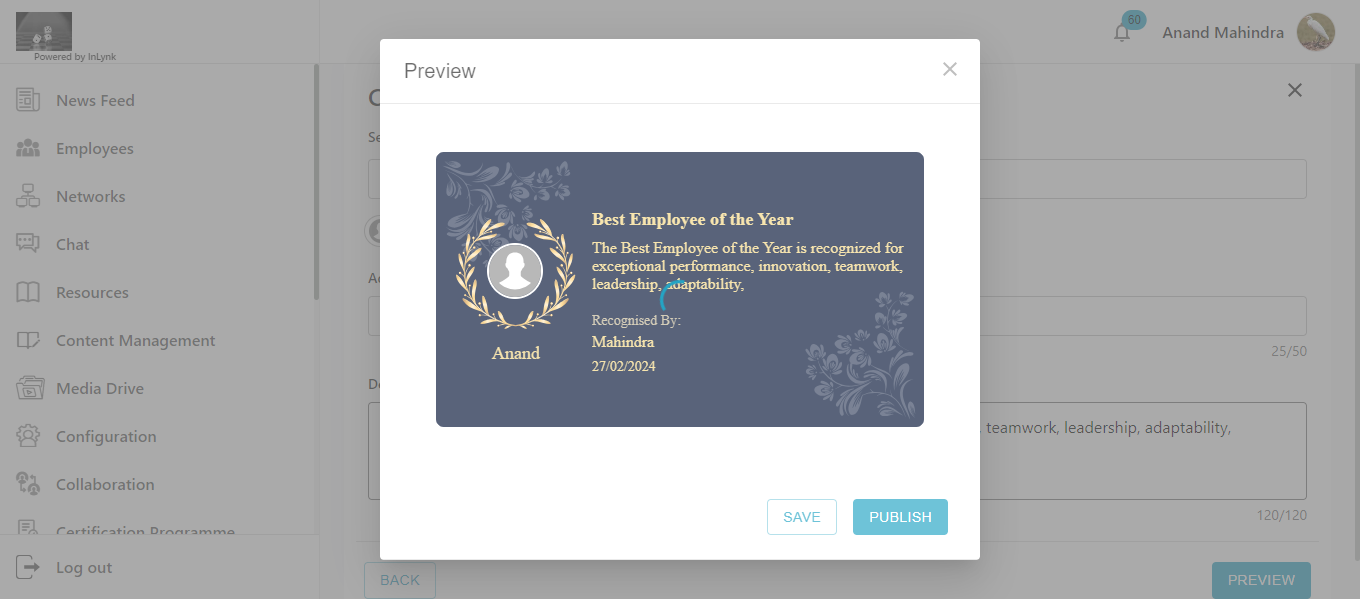 Powered by InLynk
60
Anand Mahindra
News Feed
Employees
Networks
Chat
Resources
Content Management
Media Drive
Configuration
Collaboration
Certification Programme
Log out
Preview
Best Employee of the Year
The Best Employee of the Year is recognized for
exceptional performance, innovation, teamwork,
leadership, adaptability,
Recognised By:
Mahindra
27/02/2024
Anand
SAVE
PUBLISH
25/50
teamwork, leadership, adaptability,
120/120
BACK
PREVIEW